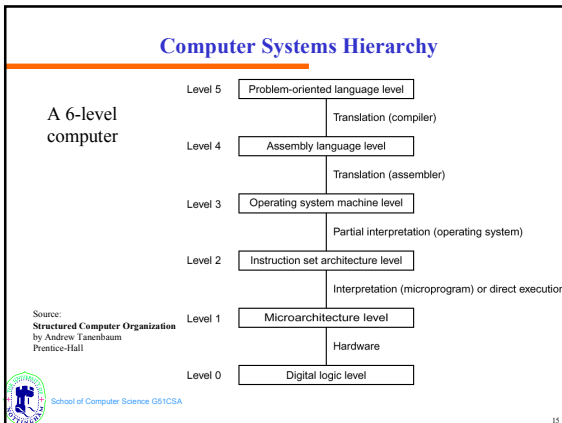 Computer Systems Hierarchy
A 6-level
computer
Level 5
Problem-oriented language level
Translation (compiler)
Level 4
Assembly language level
Translation (assembler)
Level 3
Operating system machine level
Partial interpretation (operating system)
Level 2
Instruction set architecture level
Interpretation (microprogram) or direct execution
Level 1
Microarchitecture level
Hardware
Level 0
Digital logic level
Source:
Structured Computer Organization
by Andrew Tanenbaum
Prentice-Hall
NOTTINGHAM
School of Computer Science G51CSA
15